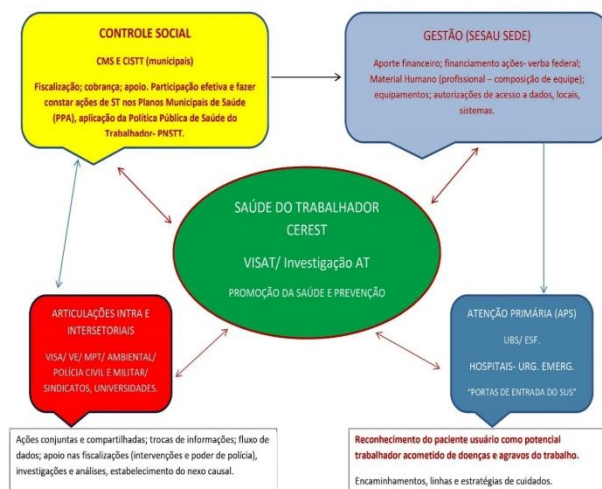 CONTROLE SOCIAL
CMS E CISTT (municipais)
Fiscalização; cobrança; apoio. Participação efetiva e fazer
constar ações de ST nos Planos Municipais de Saúde
(PPA), aplicação da Política Pública de Saúde do
Trabalhador- PNSTT.
GESTÃO (SESAU SEDE)
Aporte financeiro; financiamento ações- verba federal;
Material Humano (profissional – composição de equipe);
equipamentos; autorizações de acesso a dados, locais,
sistemas.
SAÚDE DO TRABALHADOR
CEREST
VISAT/ Investigação AT
PROMOÇÃO DA SAÚDE E PREVENÇÃO
ARTICULAÇÕES INTRA E
INTERSETORIAIS
VISA/ VE/ MPT/ AMBIENTAL/
POLÍCIA CIVIL E MILITAR/
SINDICATOS, UNIVERSIDADES.
ATENÇÃO PRIMÁRIA (APS)
UBS/ ESF.
HOSPITAIS- URG. EMERG.
"PORTAS DE ENTRADA DO SUS"
Ações conjuntas e compartilhadas; trocas de informações; fluxo de
dados; apoio nas fiscalizações (intervenções e poder de polícia),
investigações e análises, estabelecimento do nexo causal.
Reconhecimento do paciente usuário como potencial
trabalhador acometido de doenças e agravos do trabalho.
Encaminhamentos, linhas e estratégias de cuidados.